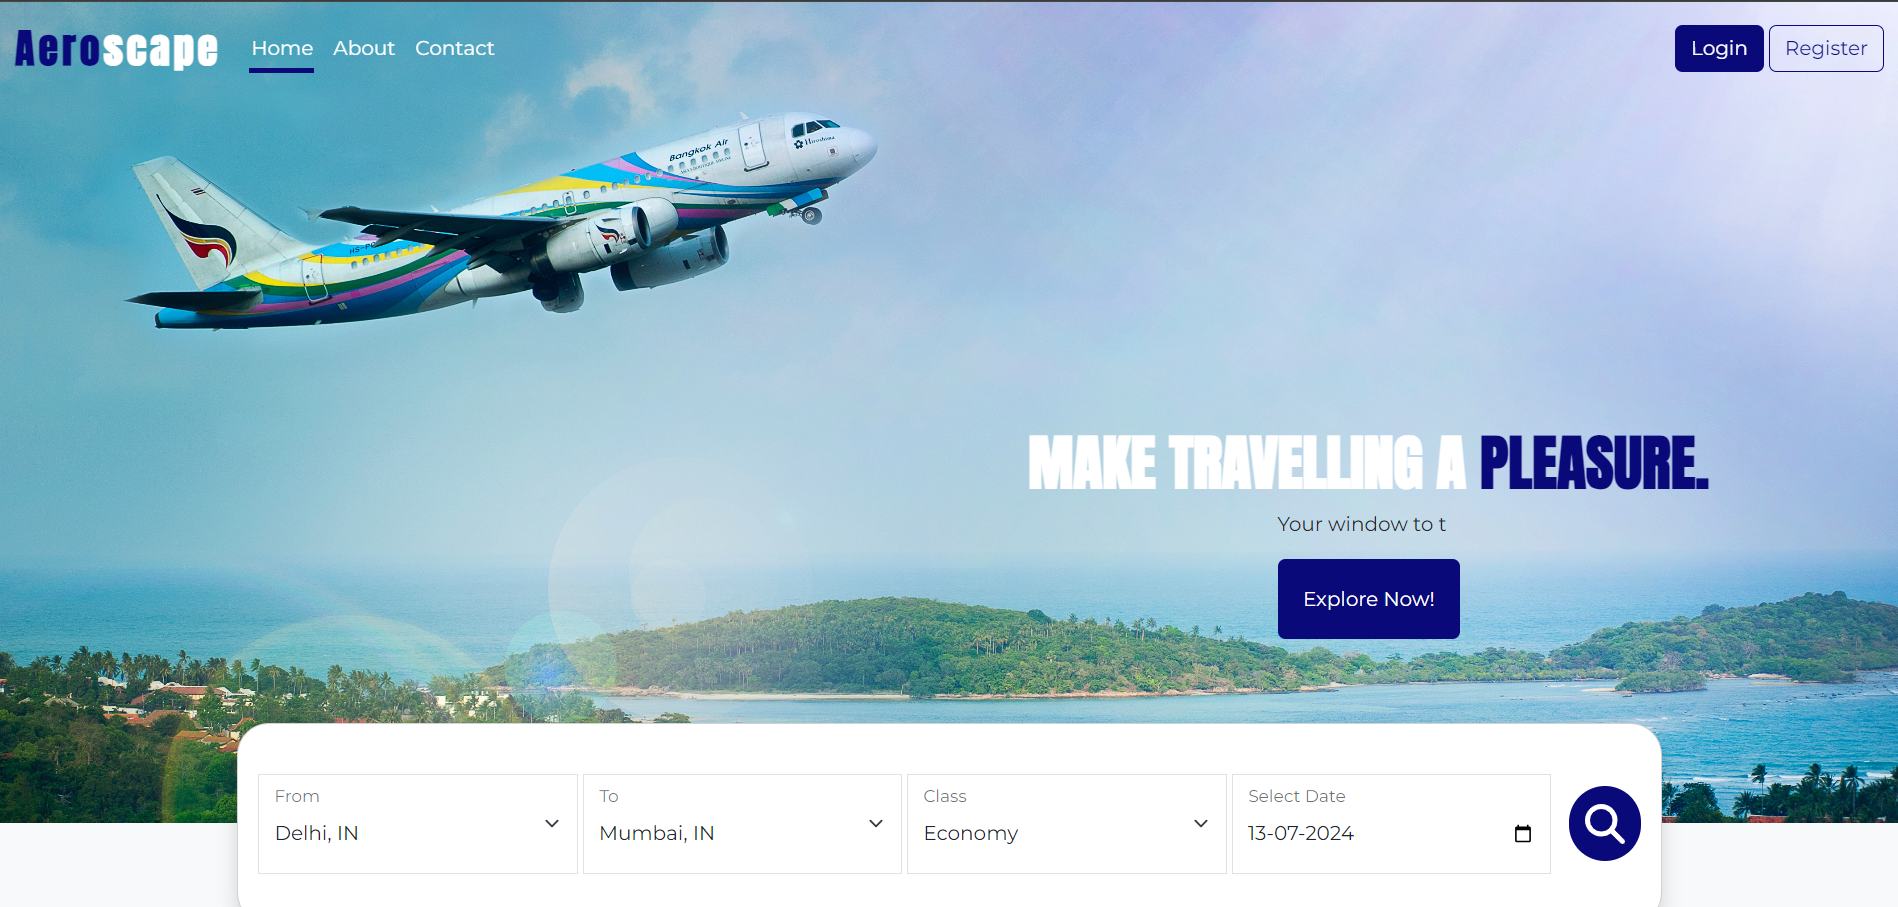 Aeroscape
Home About Contact
Login Register
Bangkok Air
Hiroshima
MAKE TRAVELLING A PLEASURE.
Your window to t
Explore Now!
From
Delhi, IN
To
Mumbai, IN
Class
Economy
Select Date
13-07-2024